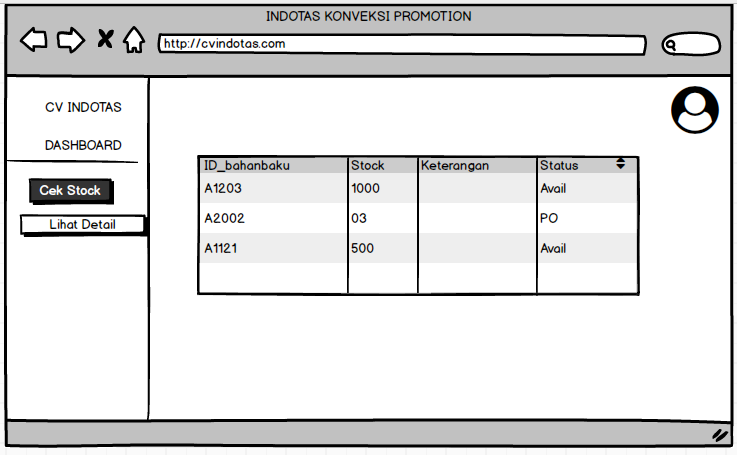 INDOTAS KONVEKSI PROMOTION
http://cvindotas.com
CV INDOTAS
DASHBOARD
Cek Stock
Lihat Detail
ID_bahanbaku Stock Keterangan Status
A1203 1000 Avail
A2002 03 PO
A1121 500 Avail